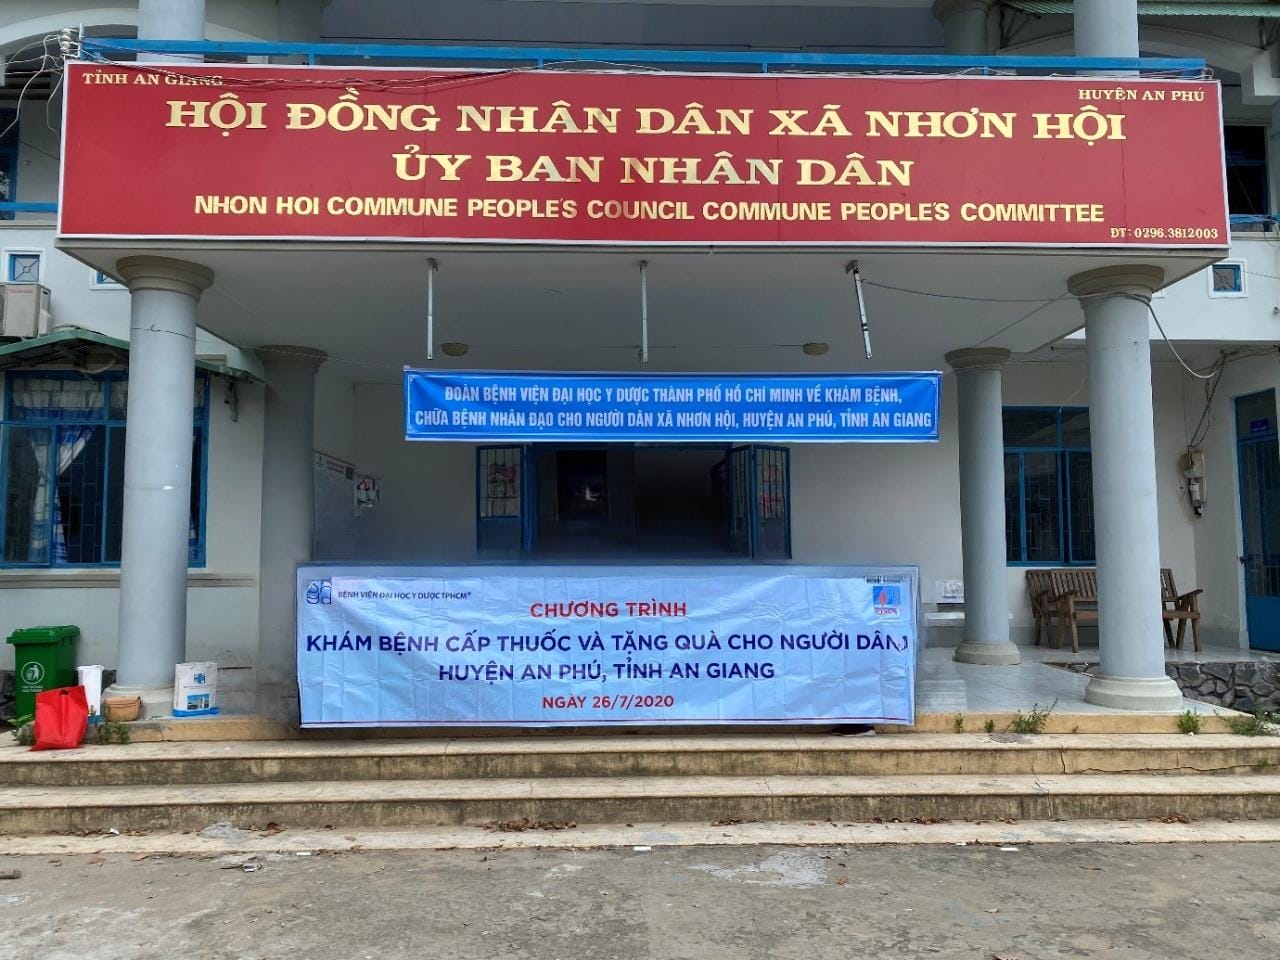 TỈNH AN GIANG
HUYỆN AN PHÚ
HỘI ĐỒNG NHÂN DÂN XÃ NHƠN HỘI
ỦY BAN NHÂN DÂN
NHON HOI COMMUNE PEOPLE'S COUNCIL COMMUNE PEOPLE'S COMMITTEE
ĐT: 0296.3812003
ĐOÀN BỆNH VIỆN ĐẠI HỌC Y DƯỢC THÀNH PHỐ HỒ CHÍ MINH VỀ KHÁM BỆNH,
CHỮA BỆNH NHÂN ĐẠO CHO NGƯỜI DÂN XÃ NHƠN HỘI, HUYỆN AN PHÚ, TỈNH AN GIANG
BỆNH VIỆN ĐẠI HỌC Y DƯỢC TPHCM
CHƯƠNG TRÌNH
KHÁM BỆNH CẤP THUỐC VÀ TẶNG QUÀ CHO NGƯỜI DÂN
HUYỆN AN PHÚ, TỈNH AN GIANG
NGÀY 26/7/2020